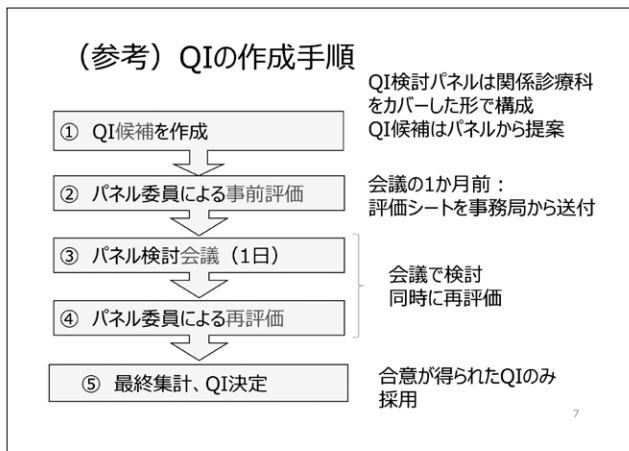 （参考）QIの作成手順
QI検討パネルは関係診療科
をカバーした形で構成
QI候補はパネルから提案
① QI候補を作成
② パネル委員による事前評価
会議の1か月前：
評価シートを事務局から送付
③ パネル検討会議（1日）
会議で検討
同時に再評価
④ パネル委員による再評価
⑤ 最終集計、QI決定
合意が得られたQIのみ
採用
7